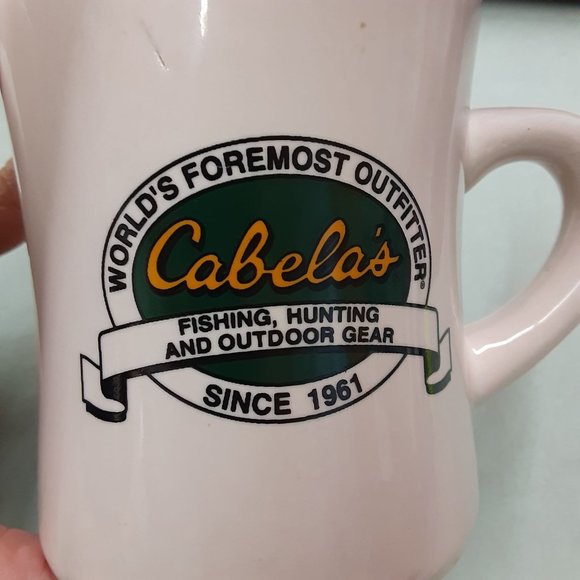 WORLD'S FOREMOST OUTFITTER®
Cabela's
FISHING, HUNTING
AND OUTDOOR GEAR
SINCE 1961